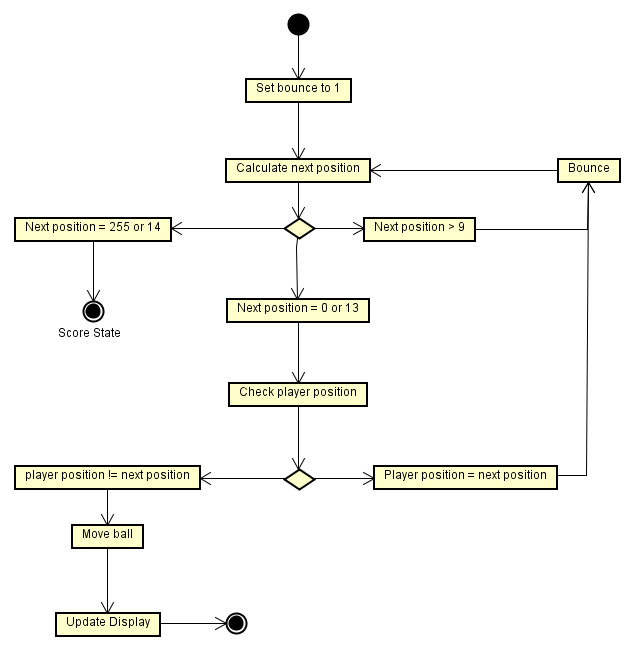 Set bounce to 1
Calculate next position
Bounce
Next position = 255 or 14
Next position > 9
Next position = 0 or 13
Score State
Check player position
player position != next position
Player position = next position
Move ball
Update Display